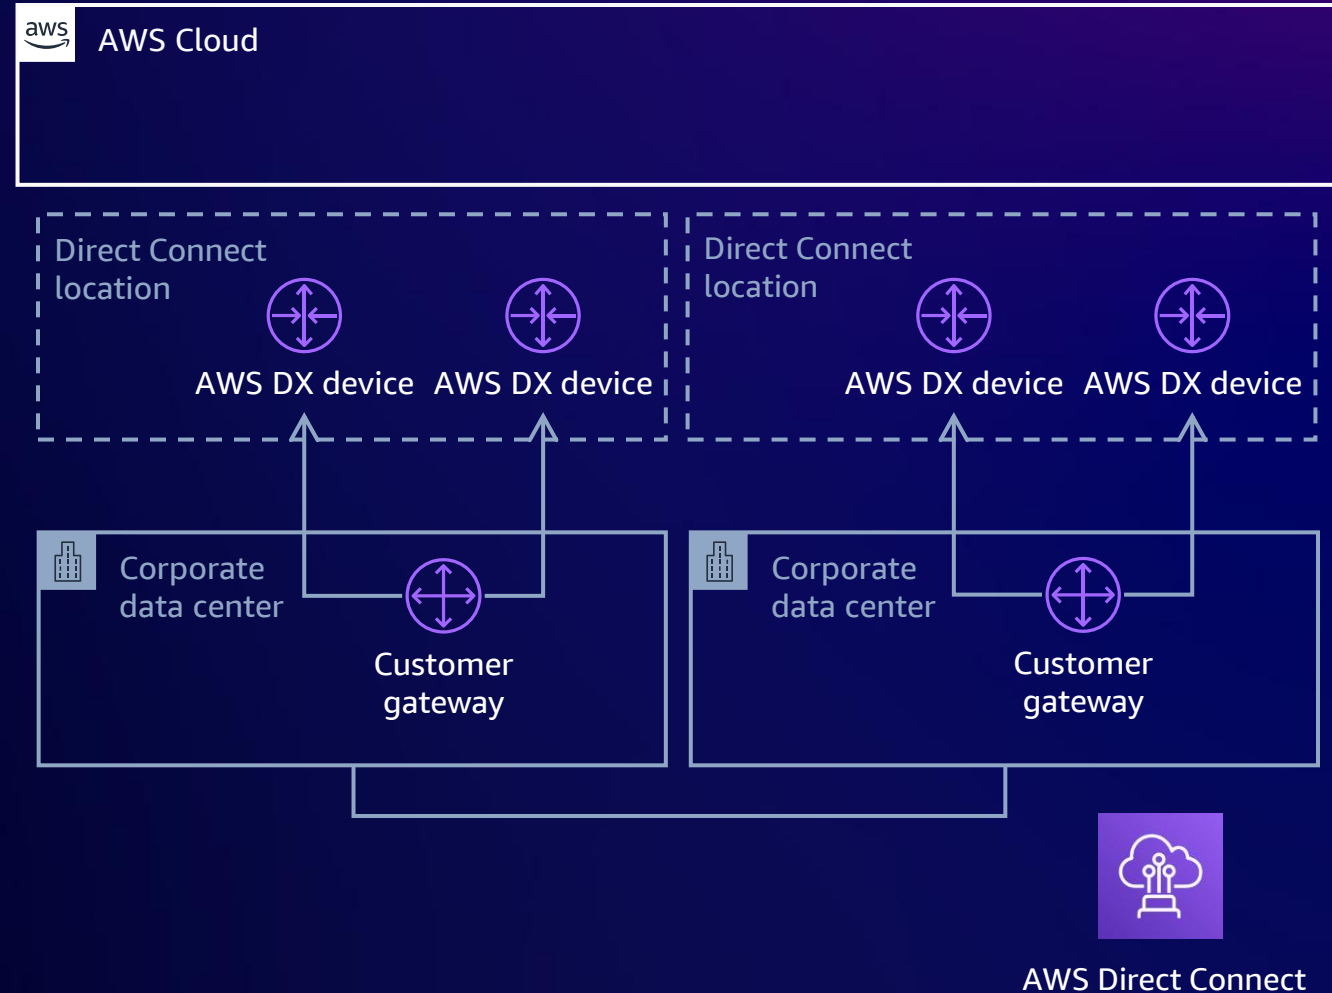 aws
AWS Cloud
Direct Connect
location
AWS DX device
AWS DX device
Direct Connect
location
AWS DX device
AWS DX device
Corporate
data center
Customer
gateway
Corporate
data center
Customer
gateway
AWS Direct Connect